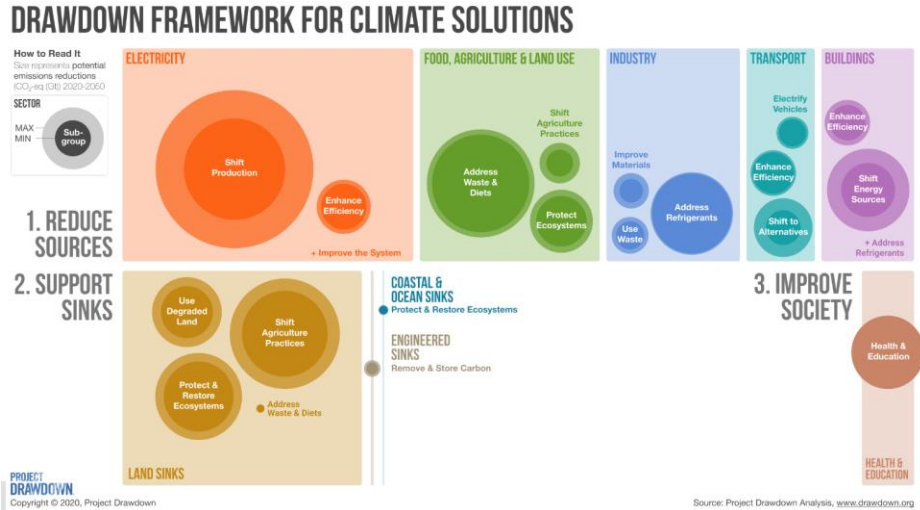 DRAWDOWN FRAMEWORK FOR CLIMATE SOLUTIONS
How to Read It
Size represents potential
emissions reductions
(CO₂-eq (Gt)) 2020-2050
SECTOR
MAX
MIN
Sub-
group
1. REDUCE
SOURCES
ELECTRICITY
Shift
Production
Enhance
Efficiency
+ Improve the System
FOOD, AGRICULTURE & LAND USE
Address
Waste &
Diets
Shift
Agriculture
Practices
Protect
Ecosystems
INDUSTRY
Improve
Materials
Use
Waste
Address
Refrigerants
TRANSPORT
Electrify
Vehicles
Enhance
Efficiency
Shift to
Alternatives
BUILDINGS
Enhance
Efficiency
Shift
Energy
Sources
+ Address
Refrigerants
2. SUPPORT
SINKS
Use
Degraded
Land
Shift
Agriculture
Practices
Protect &
Restore
Ecosystems
Address
Waste & Diets
LAND SINKS
COASTAL &
OCEAN SINKS
Protect & Restore Ecosystems
ENGINEERED
SINKS
Remove & Store Carbon
3. IMPROVE
SOCIETY
Health &
Education
HEALTH &
EDUCATION
PROJECT
DRAWDOWN.
Copyright © 2020, Project Drawdown
Source: Project Drawdown Analysis, www.drawdown.org